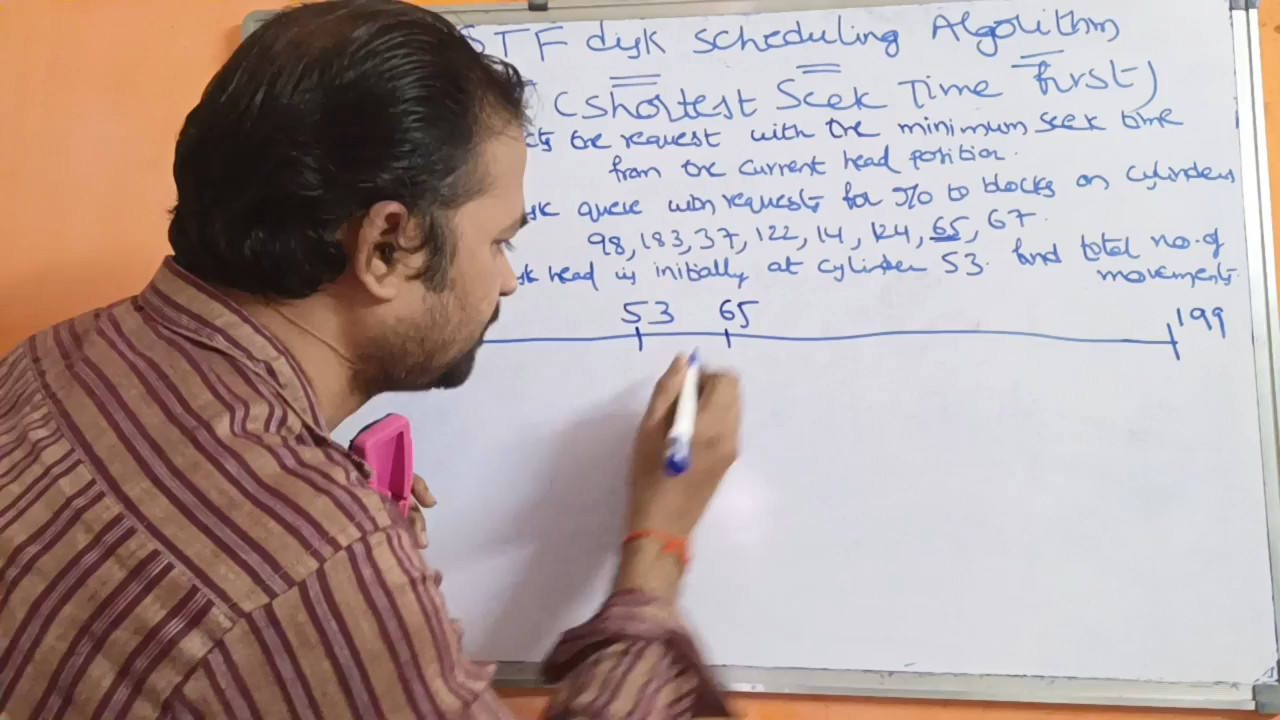 STF disk scheduling Algorithm
(Shortest Seek Time First)
the request with the minimum seek time
from the current head position.
queue with requests for I/O to blocks on cylinders
98, 183, 37, 122, 14, 124, 65, 67.
head is initially at cylinder 53. find total no. of
movements.
53 65 199